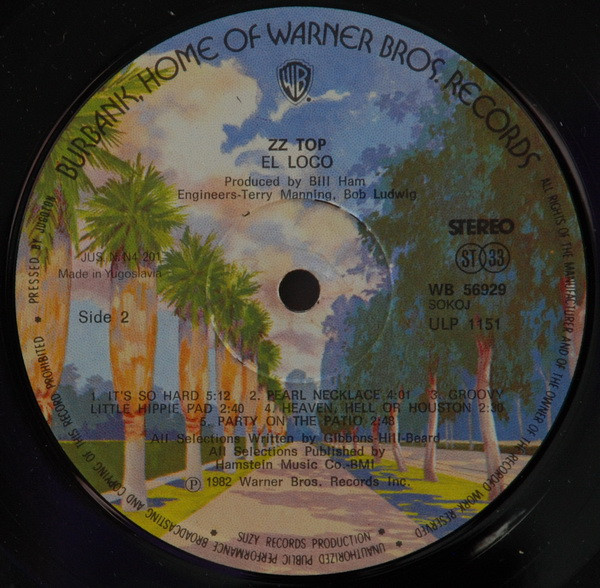 BURBANK, HOME OF WARNER BROS. RECORDS
WB
ZZ TOP
EL LOCO
Produced by Bill Ham
Engineers-Terry Manning, Bob Ludwig
STEREO
ST 33
JUS N.N4 201
Made in Yugoslavia
WB 56929
SOKOJ
ULP 1151
Side 2
1. IT'S SO HARD 5:12 2. PEARL NECKLACE 4:01 3. GROOVY
LITTLE HIPPIE PAD 2:40 4. HEAVEN, HELL OR HOUSTON 2:30
5. PARTY ON THE PATIO 2:48
All Selections Written by Gibbons-Hill-Beard
All Selections Published by
Hamstein Music Co.-BMI
Ⓟ 1982 Warner Bros. Records Inc.
ALL RIGHTS OF THE MANUFACTURER AND OF THE OWNER OF THE RECORDED WORK RESERVED
UNAUTHORIZED PUBLIC PERFORMANCE BROADCASTING AND COPYING OF THIS RECORD PROHIBITED * PRESSED BY JUGOTON
SUZY RECORDS PRODUCTION